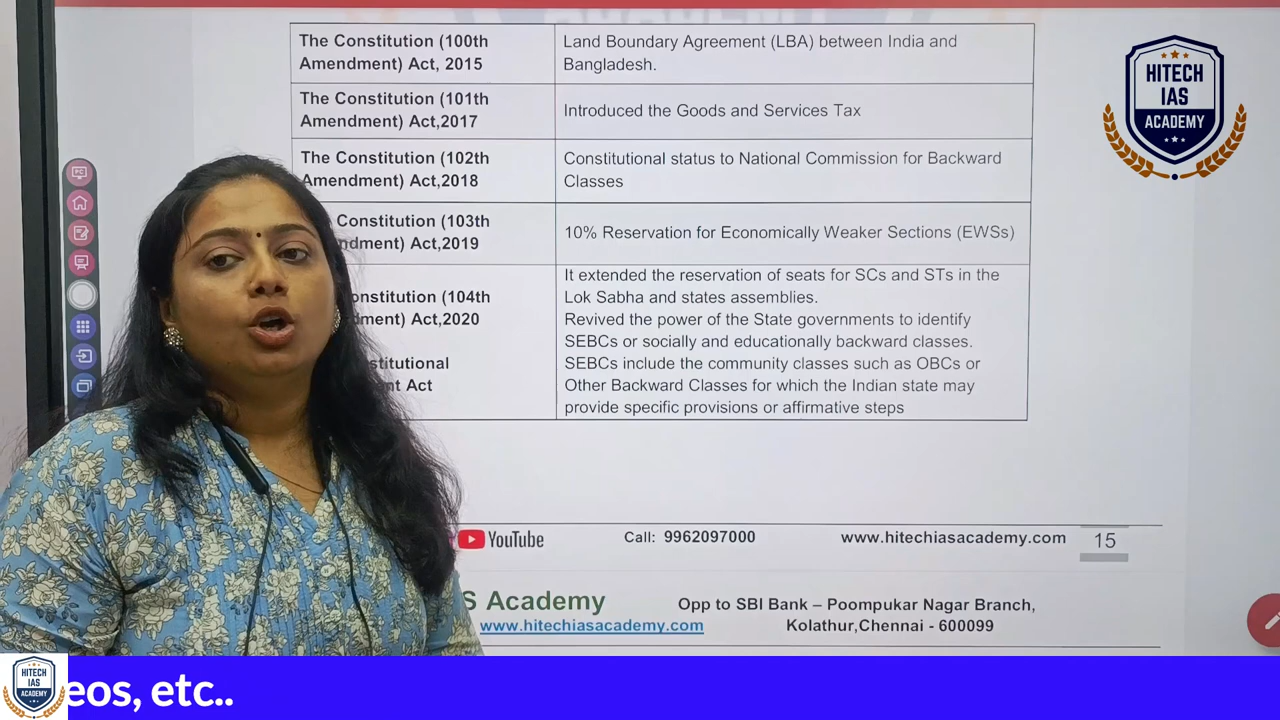 The Constitution (100th
Amendment) Act, 2015
Land Boundary Agreement (LBA) between India and
Bangladesh.
The Constitution (101th
Amendment) Act,2017
Introduced the Goods and Services Tax
The Constitution (102th
Amendment) Act,2018
Constitutional status to National Commission for Backward
Classes
Constitution (103th
ndment) Act,2019
10% Reservation for Economically Weaker Sections (EWSs)
onstitution (104th
dment) Act,2020
stitutional
nt Act
It extended the reservation of seats for SCs and STs in the
Lok Sabha and states assemblies.
Revived the power of the State governments to identify
SEBCs or socially and educationally backward classes.
SEBCs include the community classes such as OBCs or
Other Backward Classes for which the Indian state may
provide specific provisions or affirmative steps
YouTube
Call: 9962097000
www.hitechiasacademy.com
15
S Academy
www.hitechiasacademy.com
Opp to SBI Bank – Poompukar Nagar Branch,
Kolathur,Chennai - 600099
HITECH
IAS
ACADEMY
PC
HITECH
IAS
ACADEMY
eos, etc..